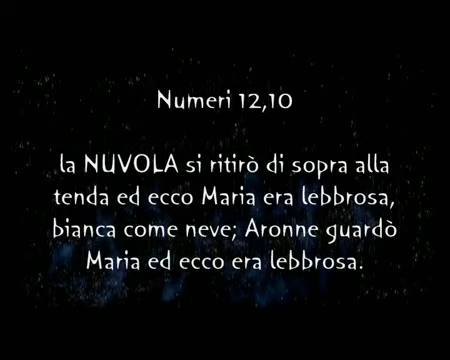 Numeri 12,10
la NUVOLA si ritirò di sopra alla
tenda ed ecco Maria era lebbrosa,
bianca come neve; Aronne guardò
Maria ed ecco era lebbrosa.